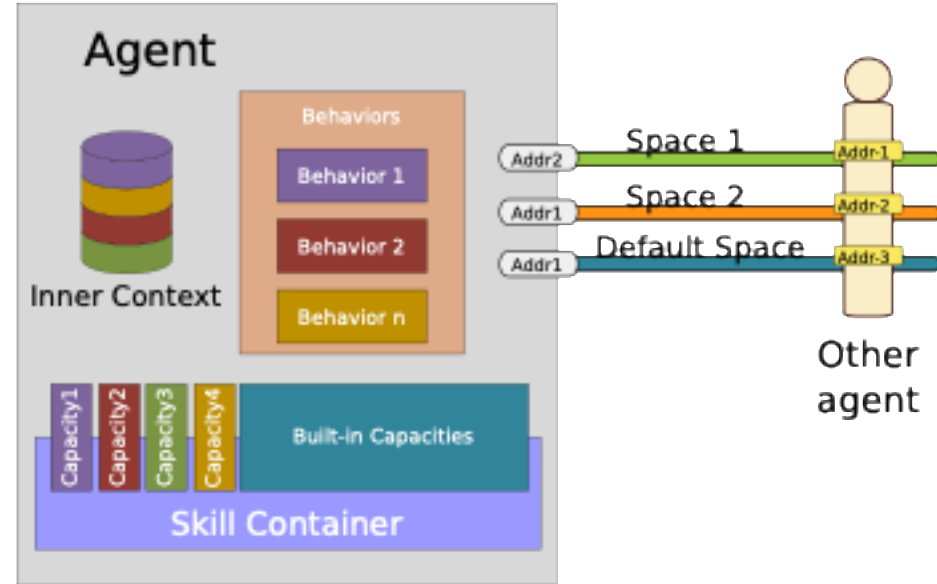 Agent
Behaviors
Behavior 1
Behavior 2
Behavior n
Inner Context
Capacity1
Capacity2
Capacity3
Capacity4
Built-in Capacities
Skill Container
Addr2
Space 1
Addr-1
Addr1
Space 2
Addr-2
Addr1
Default Space
Addr-3
Other
agent